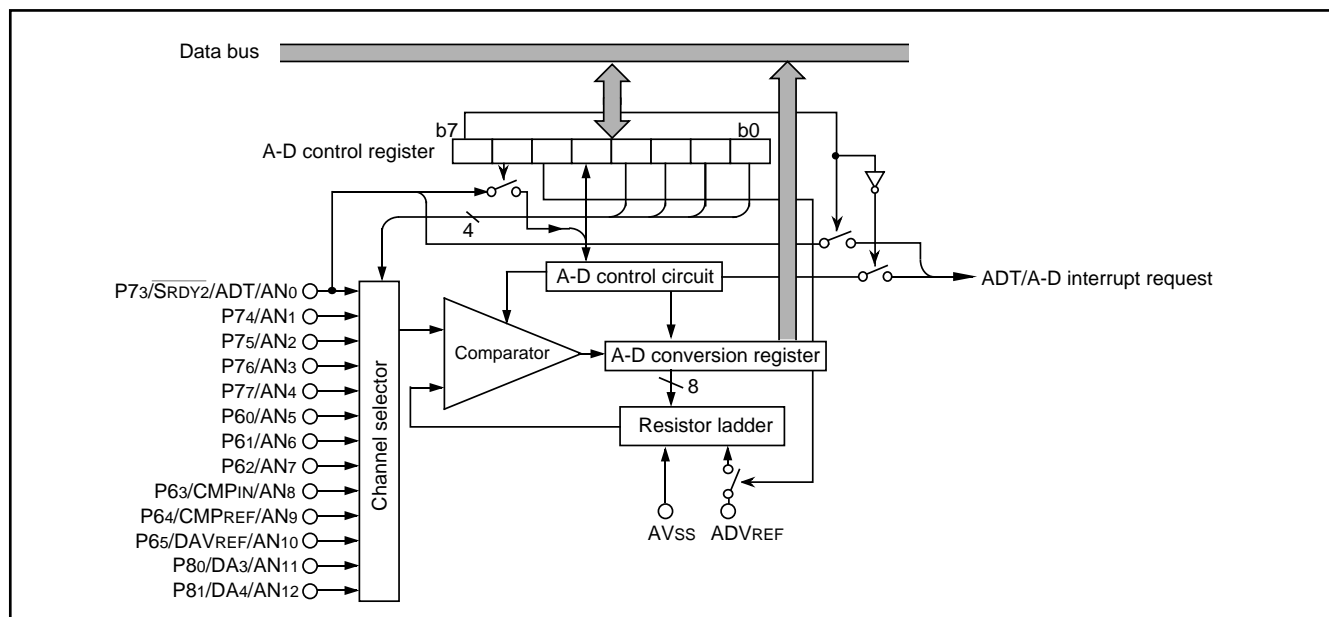 Data bus
b7
b0
A-D control register
4
A-D control circuit
ADT/A-D interrupt request
P73/SRDY2/ADT/AN0
P74/AN1
P75/AN2
P76/AN3
P77/AN4
P60/AN5
P61/AN6
P62/AN7
P63/CMPIN/AN8
P64/CMPREF/AN9
P65/DAVREF/AN10
P80/DA3/AN11
P81/DA4/AN12
Channel selector
Comparator
A-D conversion register
8
Resistor ladder
AVSS
ADVREF